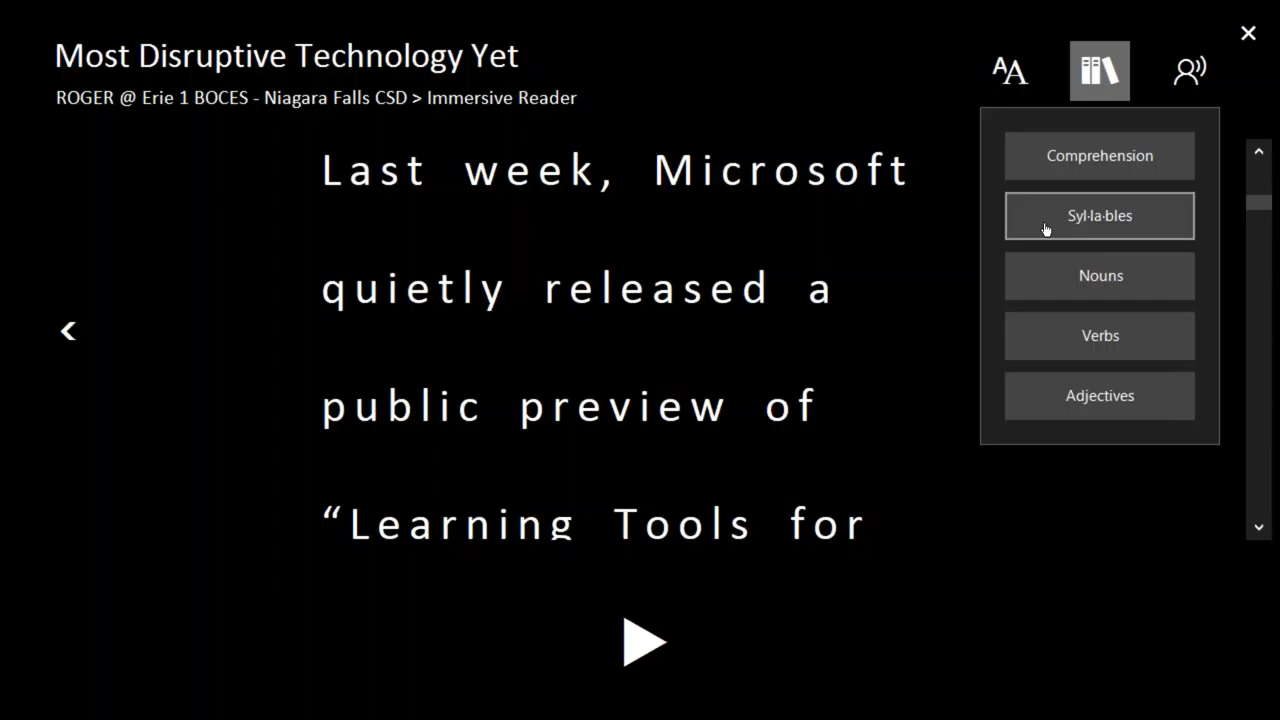 Most Disruptive Technology Yet
ROGER @ Erie 1 BOCES - Niagara Falls CSD > Immersive Reader
AA
Comprehension
Syl·la·bles
Nouns
Verbs
Adjectives
Last week, Microsoft
quietly released a
public preview of
“Learning Tools for